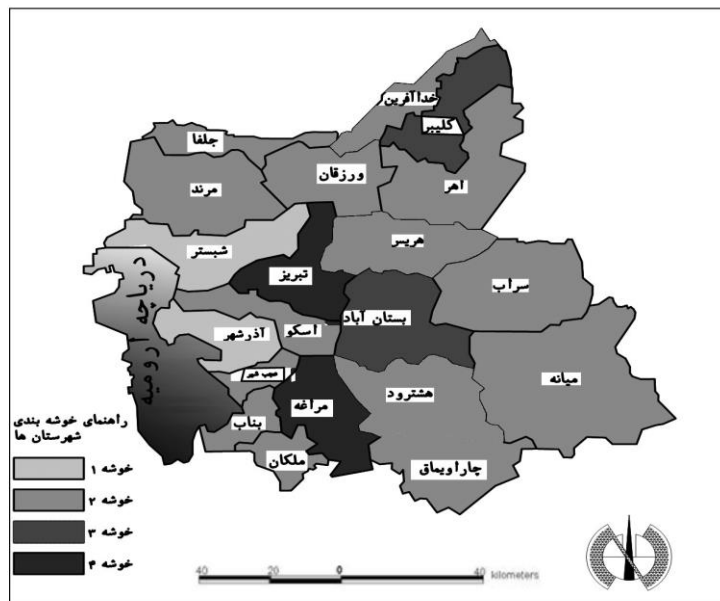 خداآفرین
کلیبر
جلفا
ورزقان
اهر
مرند
هریس
شبستر
تبریز
سراب
دریاچه ارومیه
بستان آباد
اسکو
آذرشهر
میانه
عجب شیر
هشترود
مراغه
بناب
ملکان
چاراویماق
راهنمای خوشه بندی
شهرستان ها
خوشه ۱
خوشه ۲
خوشه ۳
خوشه ۴
40 20 0 40
kilometers